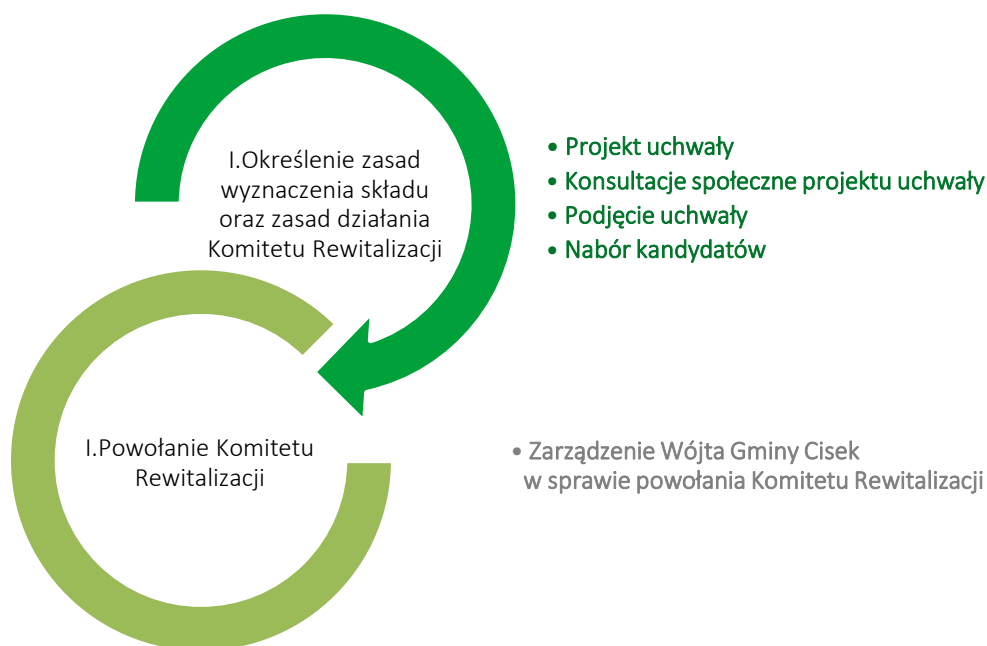 I.Określenie zasad
wyznaczenia składu
oraz zasad działania
Komitetu Rewitalizacji
• Projekt uchwały
• Konsultacje społeczne projektu uchwały
• Podjęcie uchwały
• Nabór kandydatów
I.Powołanie Komitetu
Rewitalizacji
• Zarządzenie Wójta Gminy Cisek
w sprawie powołania Komitetu Rewitalizacji